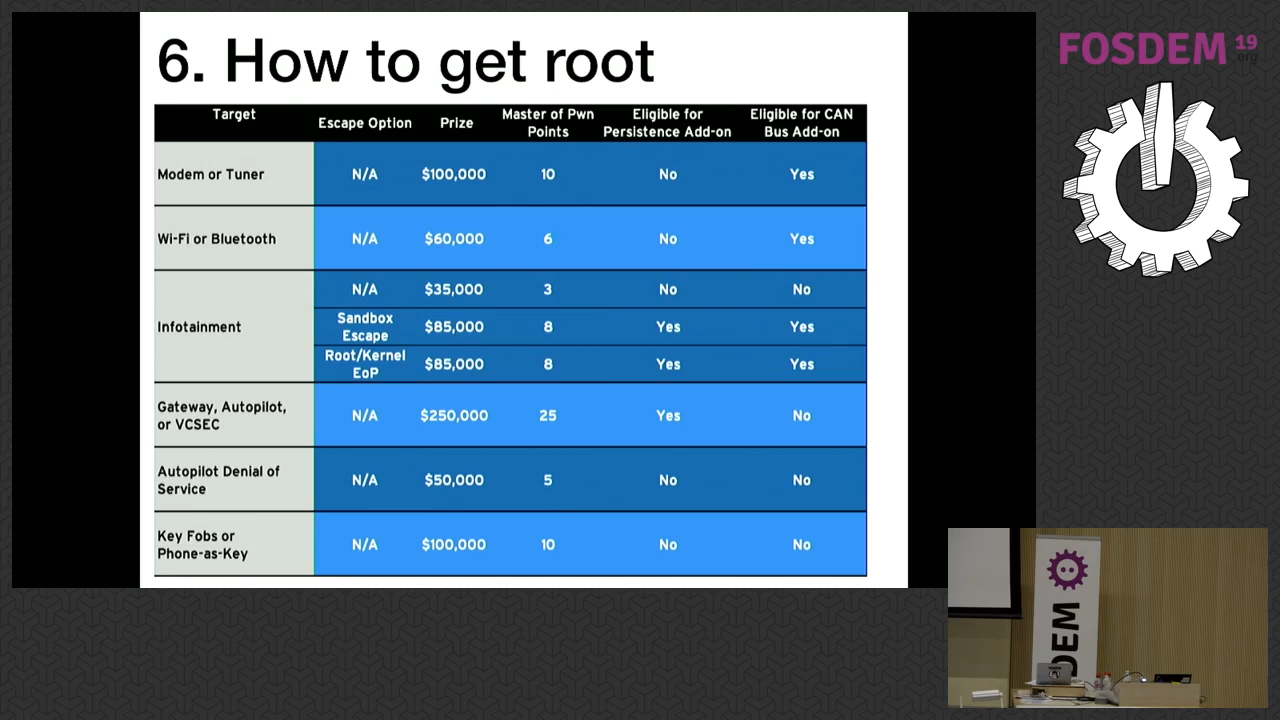 6. How to get root
FOSDEM 19
.org
Target Escape Option Prize Master of Pwn Points Eligible for Persistence Add-on Eligible for CAN Bus Add-on
Modem or Tuner N/A $100,000 10 No Yes
Wi-Fi or Bluetooth N/A $60,000 6 No Yes
Infotainment
N/A $35,000 3 No No
Sandbox Escape $85,000 8 Yes Yes
Root/Kernel EoP $85,000 8 Yes Yes
Gateway, Autopilot, or VCSEC N/A $250,000 25 Yes No
Autopilot Denial of Service N/A $50,000 5 No No
Key Fobs or Phone-as-Key N/A $100,000 10 No No
DEM